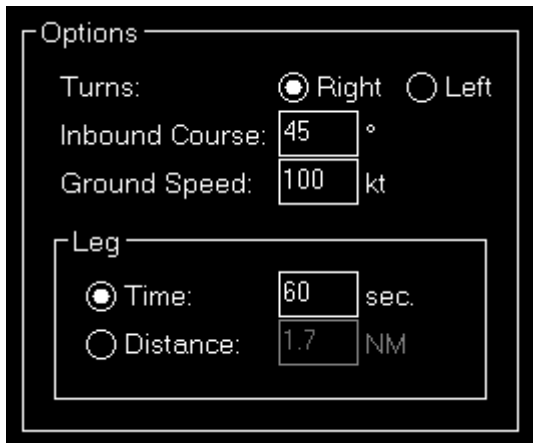 Options
Turns: Right Left
Inbound Course: 45 °
Ground Speed: 100 kt
Leg
Time: 60 sec.
Distance: 1.7 NM